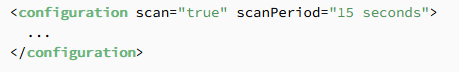 <configuration scan="true" scanPeriod="15 seconds">
  ...
</configuration>